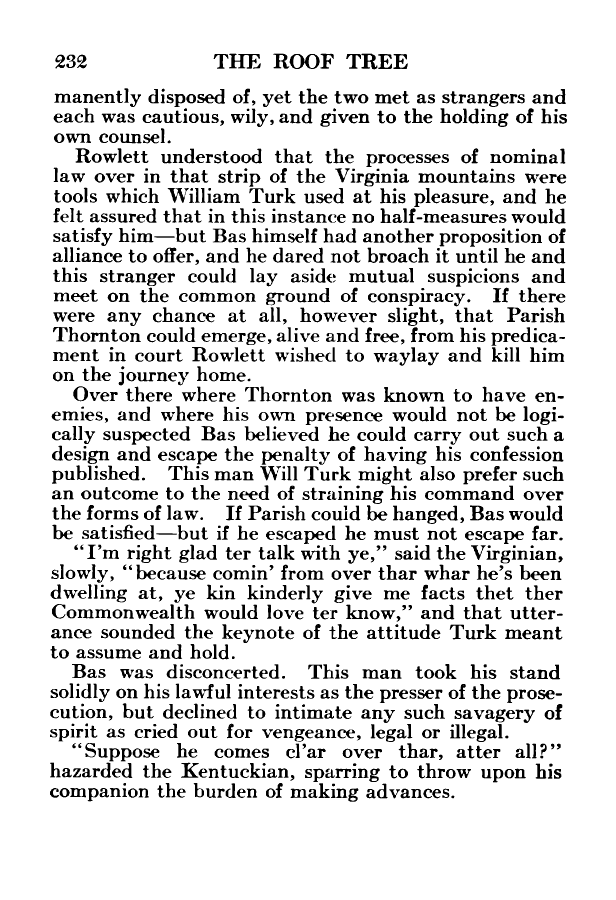 232 THE ROOF TREE
manently disposed of, yet the two met as strangers and
each was cautious, wily, and given to the holding of his
own counsel.
Rowlett understood that the processes of nominal
law over in that strip of the Virginia mountains were
tools which William Turk used at his pleasure, and he
felt assured that in this instance no half-measures would
satisfy him—but Bas himself had another proposition of
alliance to offer, and he dared not broach it until he and
this stranger could lay aside mutual suspicions and
meet on the common ground of conspiracy. If there
were any chance at all, however slight, that Parish
Thornton could emerge, alive and free, from his predica-
ment in court Rowlett wished to waylay and kill him
on the journey home.
Over there where Thornton was known to have en-
emies, and where his own presence would not be logi-
cally suspected Bas believed he could carry out such a
design and escape the penalty of having his confession
published. This man Will Turk might also prefer such
an outcome to the need of straining his command over
the forms of law. If Parish could be hanged, Bas would
be satisfied—but if he escaped he must not escape far.
"I'm right glad ter talk with ye," said the Virginian,
slowly, "because comin' from over thar whar he's been
dwelling at, ye kin kinderly give me facts thet ther
Commonwealth would love ter know," and that utter-
ance sounded the keynote of the attitude Turk meant
to assume and hold.
Bas was disconcerted. This man took his stand
solidly on his lawful interests as the presser of the prose-
cution, but declined to intimate any such savagery of
spirit as cried out for vengeance, legal or illegal.
"Suppose he comes cl'ar over thar, atter all?"
hazarded the Kentuckian, sparring to throw upon his
companion the burden of making advances.